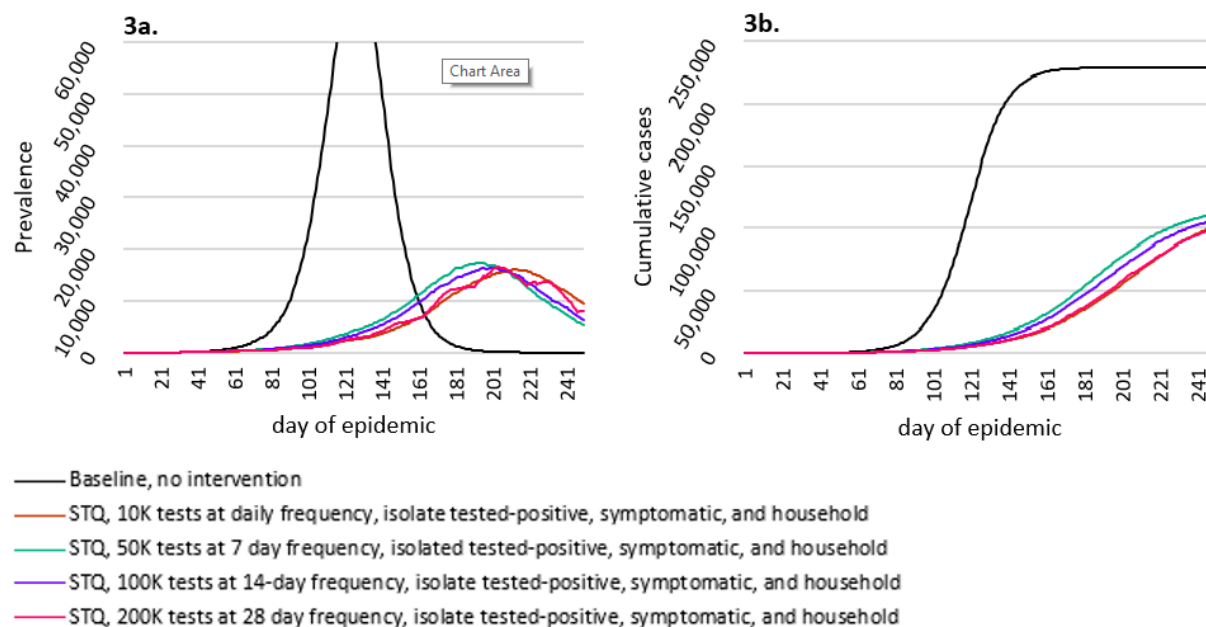 3a.
60,000
50,000
40,000
30,000
20,000
10,000
0
Prevalence
Chart Area
1 21 41 61 81 101 121 141 161 181 201 221 241
day of epidemic
3b.
250,000
200,000
150,000
100,000
50,000
0
Cumulative cases
1 21 41 61 81 101 121 141 161 181 201 221 241
day of epidemic
Baseline, no intervention
STQ, 10K tests at daily frequency, isolate tested-positive, symptomatic, and household
STQ, 50K tests at 7 day frequency, isolated tested-positive, symptomatic, and household
STQ, 100K tests at 14-day frequency, isolate tested-positive, symptomatic, and household
STQ, 200K tests at 28 day frequency, isolate tested-positive, symptomatic, and household